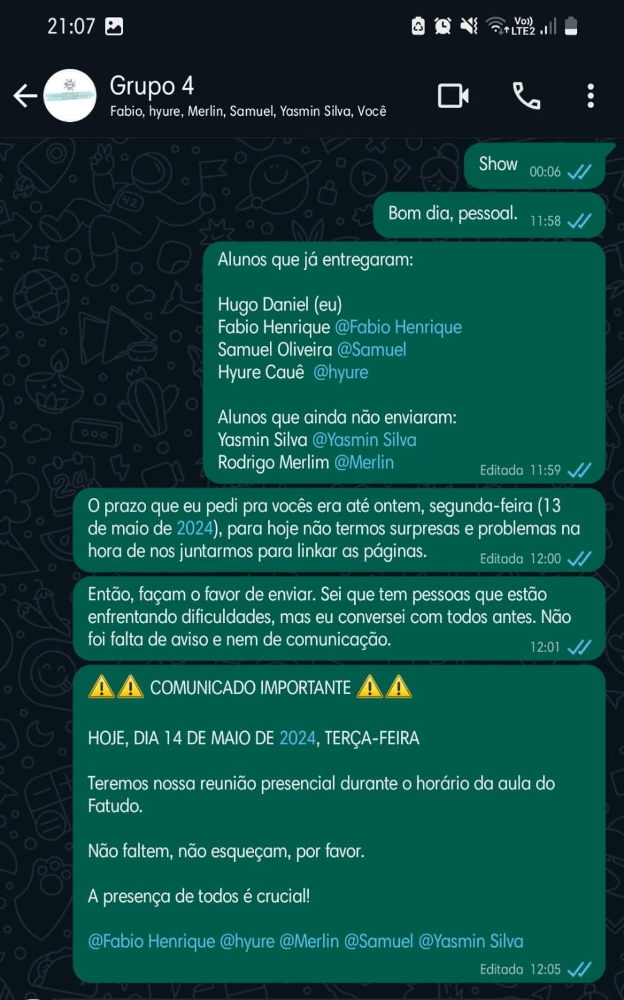 21:07
Vo))
LTE2
Grupo 4
Fabio, hyure, Merlin, Samuel, Yasmin Silva, Você
Show 00:06
Bom dia, pessoal. 11:58
Alunos que já entregaram:
Hugo Daniel (eu)
Fabio Henrique @Fabio Henrique
Samuel Oliveira @Samuel
Hyure Cauê @hyure
Alunos que ainda não enviaram:
Yasmin Silva @Yasmin Silva
Rodrigo Merlim @Merlin
Editada 11:59
O prazo que eu pedi pra vocês era até ontem, segunda-feira (13
de maio de 2024), para hoje não termos surpresas e problemas na
hora de nos juntarmos para linkar as páginas.
Editada 12:00
Então, façam o favor de enviar. Sei que tem pessoas que estão
enfrentando dificuldades, mas eu conversei com todos antes. Não
foi falta de aviso e nem de comunicação.
12:01
⚠️⚠️ COMUNICADO IMPORTANTE ⚠️⚠️
HOJE, DIA 14 DE MAIO DE 2024, TERÇA-FEIRA
Teremos nossa reunião presencial durante o horário da aula do
Fatudo.
Não faltem, não esqueçam, por favor.
A presença de todos é crucial!
@Fabio Henrique @hyure @Merlin @Samuel @Yasmin Silva
Editada 12:05